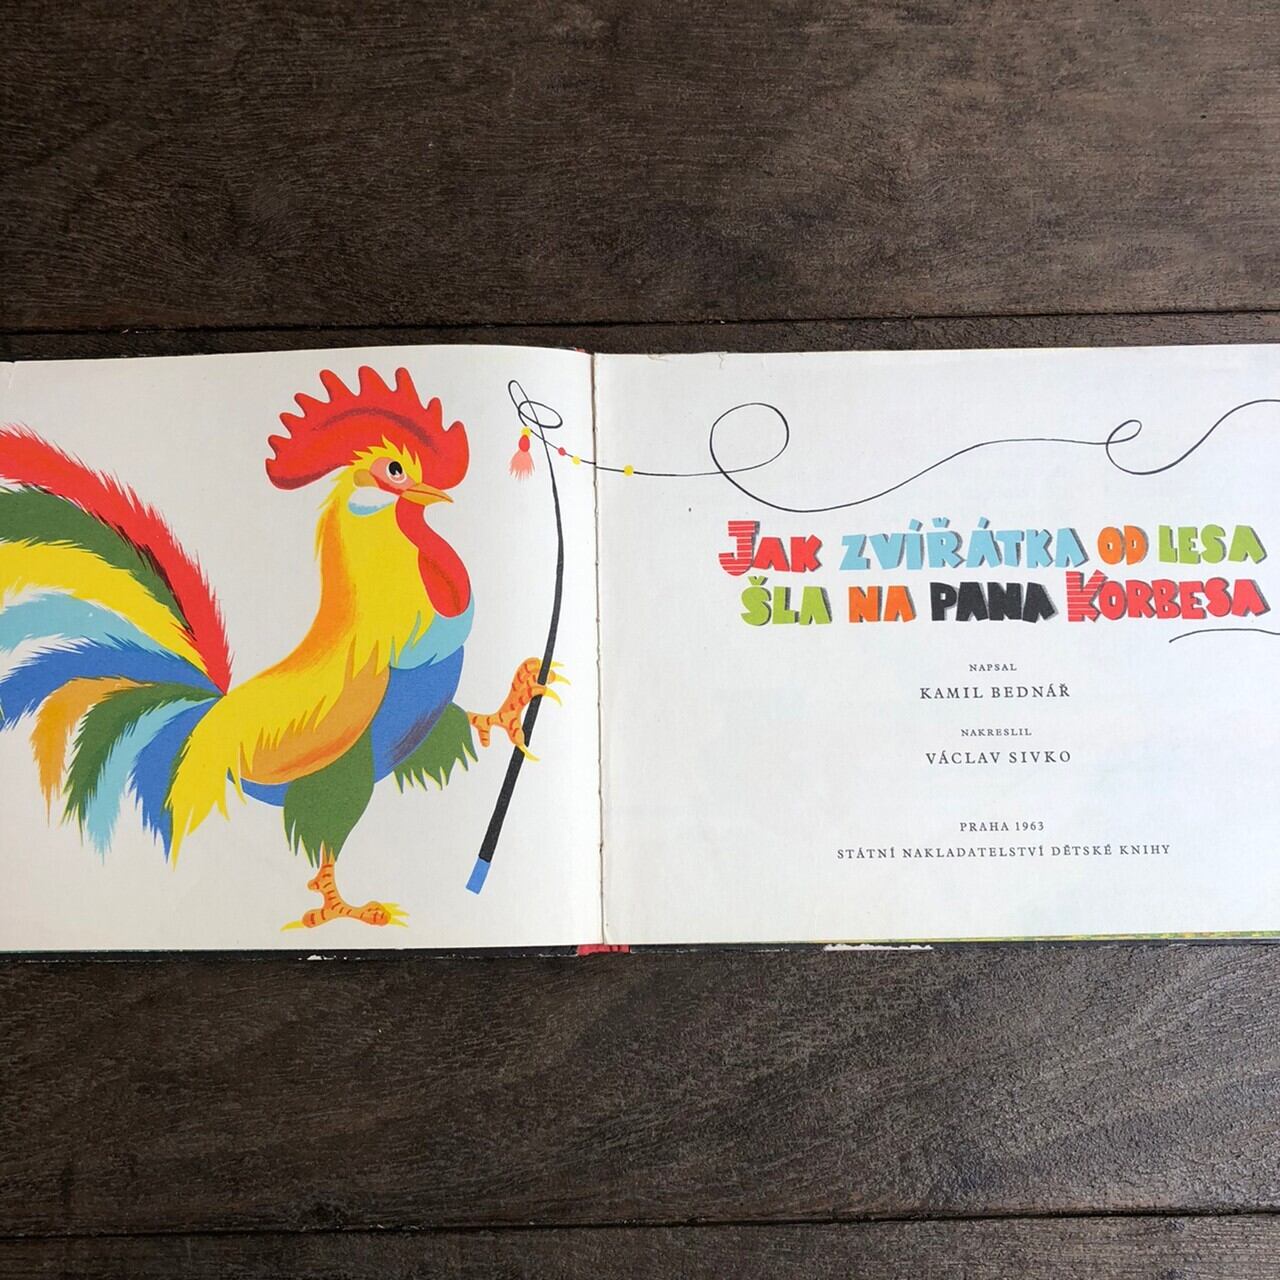 JAK ZVÍŘÁTKA OD LESA
ŠLA NA PANA KORBESA
NAPSAL
KAMIL BEDNÁŘ
NAKRESLIL
VÁCLAV SIVKO
PRAHA 1963
STÁTNÍ NAKLADATELSTVÍ DĚTSKÉ KNIHY